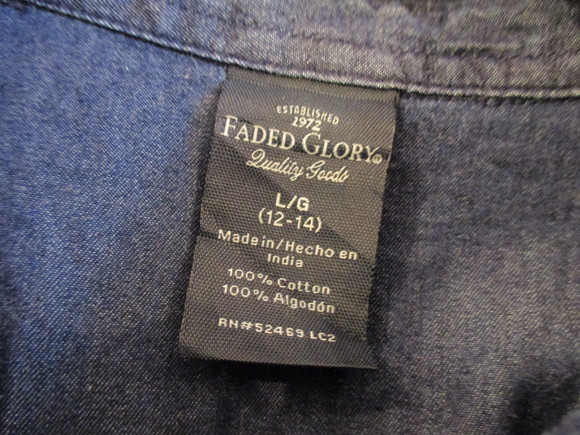 ESTABLISHED
1972
FADED GLORY®
Quality Goods
L/G
(12-14)
Made in/Hecho en
India
100% Cotton
100% Algodón
RN#52469 LC2